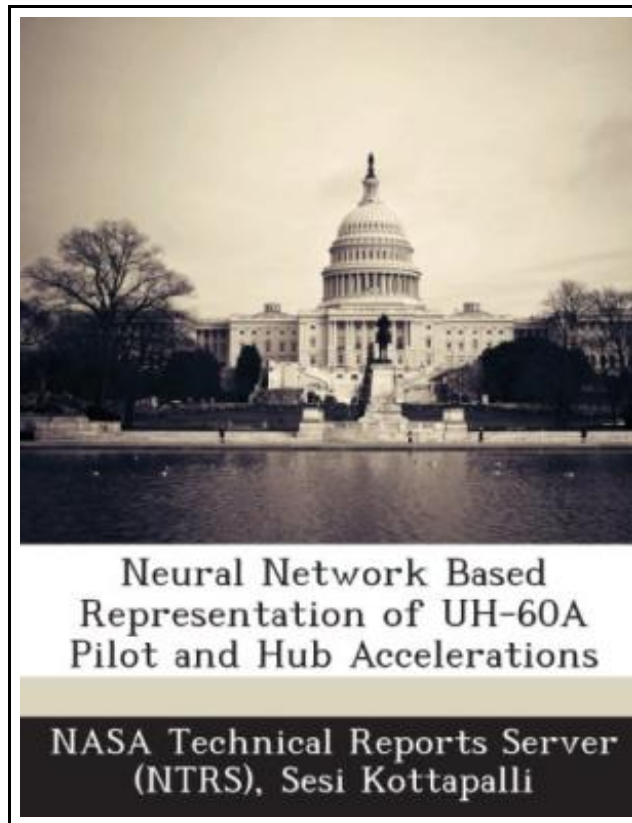 Neural Network Based
Representation of UH-60A
Pilot and Hub Accelerations
NASA Technical Reports Server
(NTRS), Sesi Kottapalli